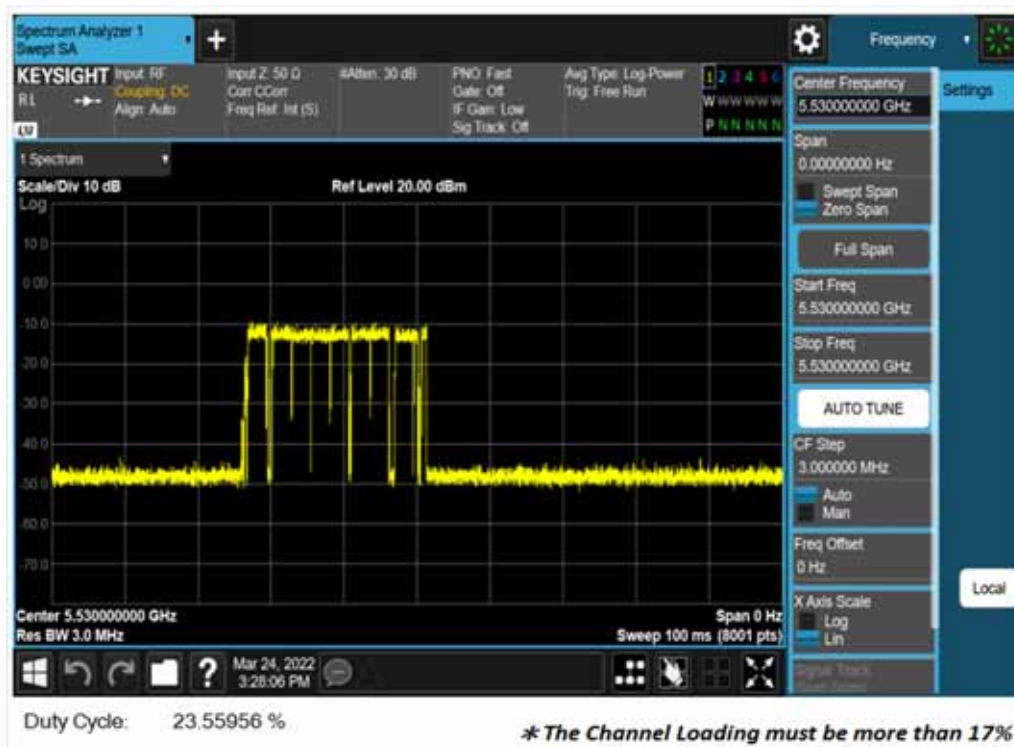 Spectrum Analyzer 1
Swept SA
Frequency
KEYSIGHT
Input: RF
Coupling: DC
Align: Auto
Input Z: 50 Ω
Corr CCorr
Freq Ref: Int (S)
#Atten: 30 dB
PNO: Fast
Gate: Off
IF Gain: Low
Sig Track: Off
Avg Type: Log-Power
Trig: Free Run
1 2 3 4 5 6
W W W W W W
P N N N N N
RL
Center Frequency
5.530000000 GHz
Settings
Span
0.00000000 Hz
Swept Span
Zero Span
Full Span
Start Freq
5.530000000 GHz
Stop Freq
5.530000000 GHz
AUTO TUNE
CF Step
3.000000 MHz
Auto
Man
Freq Offset
0 Hz
X Axis Scale
Log
Lin
Signal Track
Local
1 Spectrum
Scale/Div 10 dB
Ref Level 20.00 dBm
Log
10.0
0.00
-10.0
-20.0
-30.0
-40.0
-50.0
-60.0
-70.0
Center 5.530000000 GHz
Span 0 Hz
Res BW 3.0 MHz
Sweep 100 ms (8001 pts)
?
Mar 24, 2022
3:28:06 PM
Duty Cycle: 23.55956 %
* The Channel Loading must be more than 17%